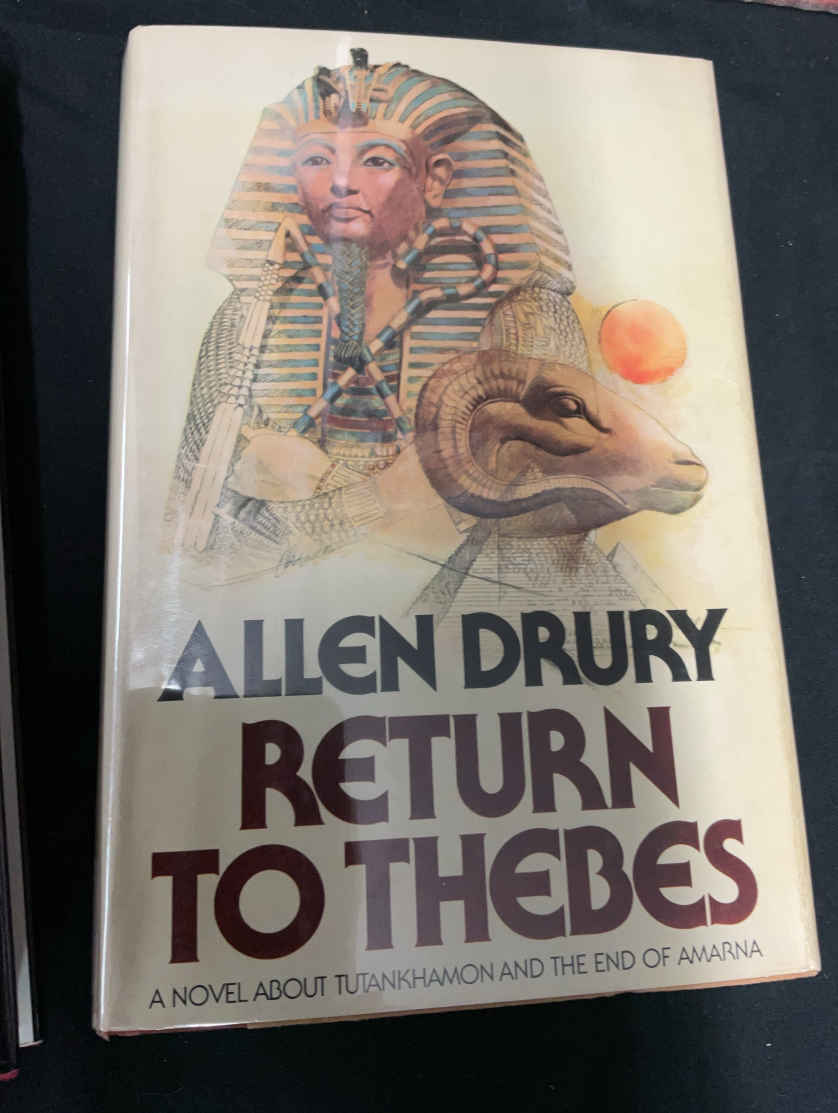 ALLEN DRURY
RETURN
TO THEBES
A NOVEL ABOUT TUTANKHAMON AND THE END OF AMARNA